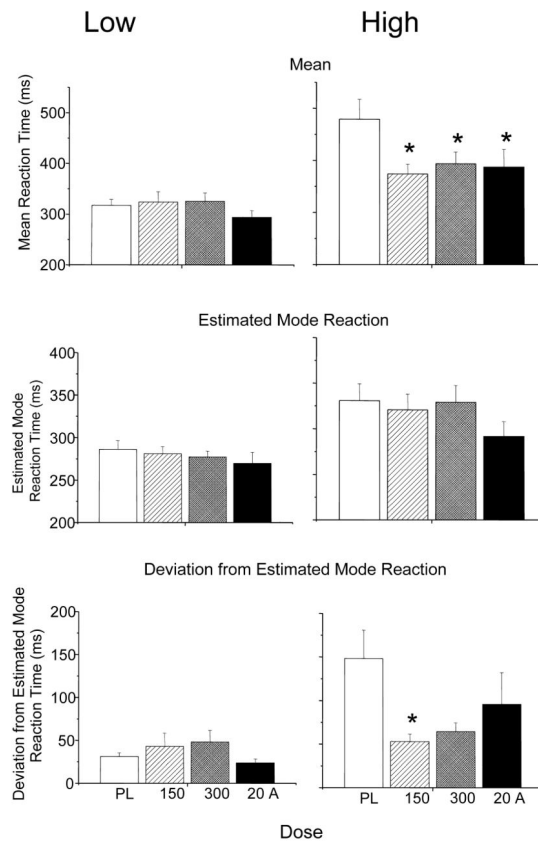 Low High
Mean
Mean Reaction Time (ms)
500
400
300
200
* * *
Estimated Mode Reaction
Estimated Mode
Reaction Time (ms)
400
350
300
250
200
Deviation from Estimated Mode Reaction
Deviation from Estimated Mode
Reaction Time (ms)
200
150
100
50
0
*
PL 150 300 20 A PL 150 300 20 A
Dose